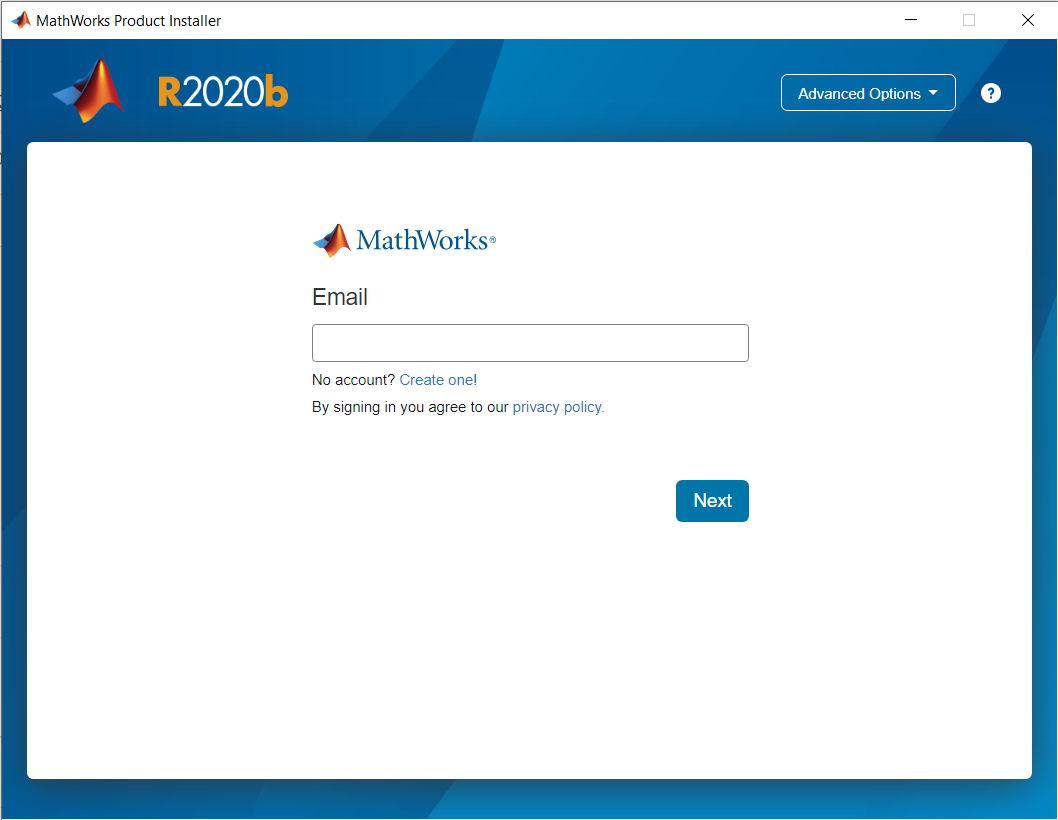 MathWorks Product Installer
R2020b
Advanced Options
?
MathWorks®
Email
No account? Create one!
By signing in you agree to our privacy policy.
Next